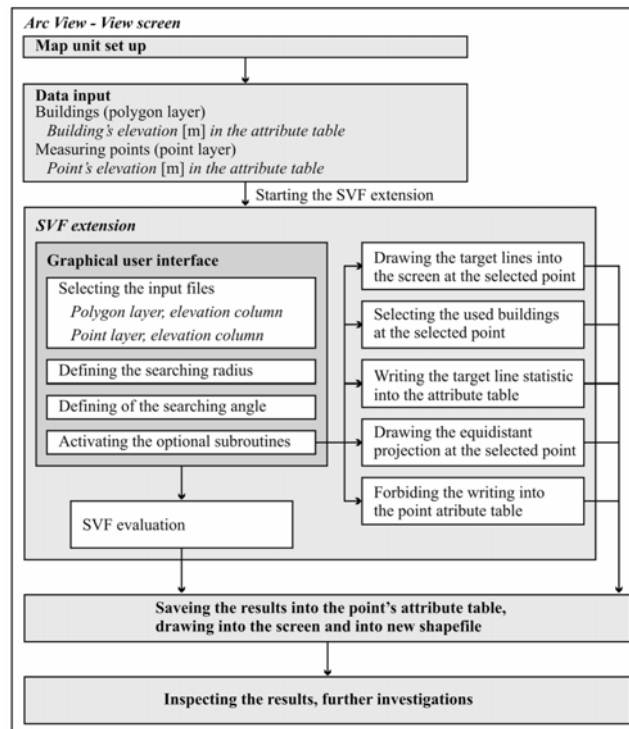 Arc View - View screen
Map unit set up
Data input
Buildings (polygon layer)
Building's elevation [m] in the attribute table
Measuring points (point layer)
Point's elevation [m] in the attribute table
Starting the SVF extension
SVF extension
Graphical user interface
Selecting the input files
Polygon layer, elevation column
Point layer, elevation column
Defining the searching radius
Defining of the searching angle
Activating the optional subroutines
SVF evaluation
Drawing the target lines into
the screen at the selected point
Selecting the used buildings
at the selected point
Writing the target line statistic
into the attribute table
Drawing the equidistant
projection at the selected point
Forbiding the writing into
the point atribute table
Saveing the results into the point's attribute table,
drawing into the screen and into new shapefile
Inspecting the results, further investigations